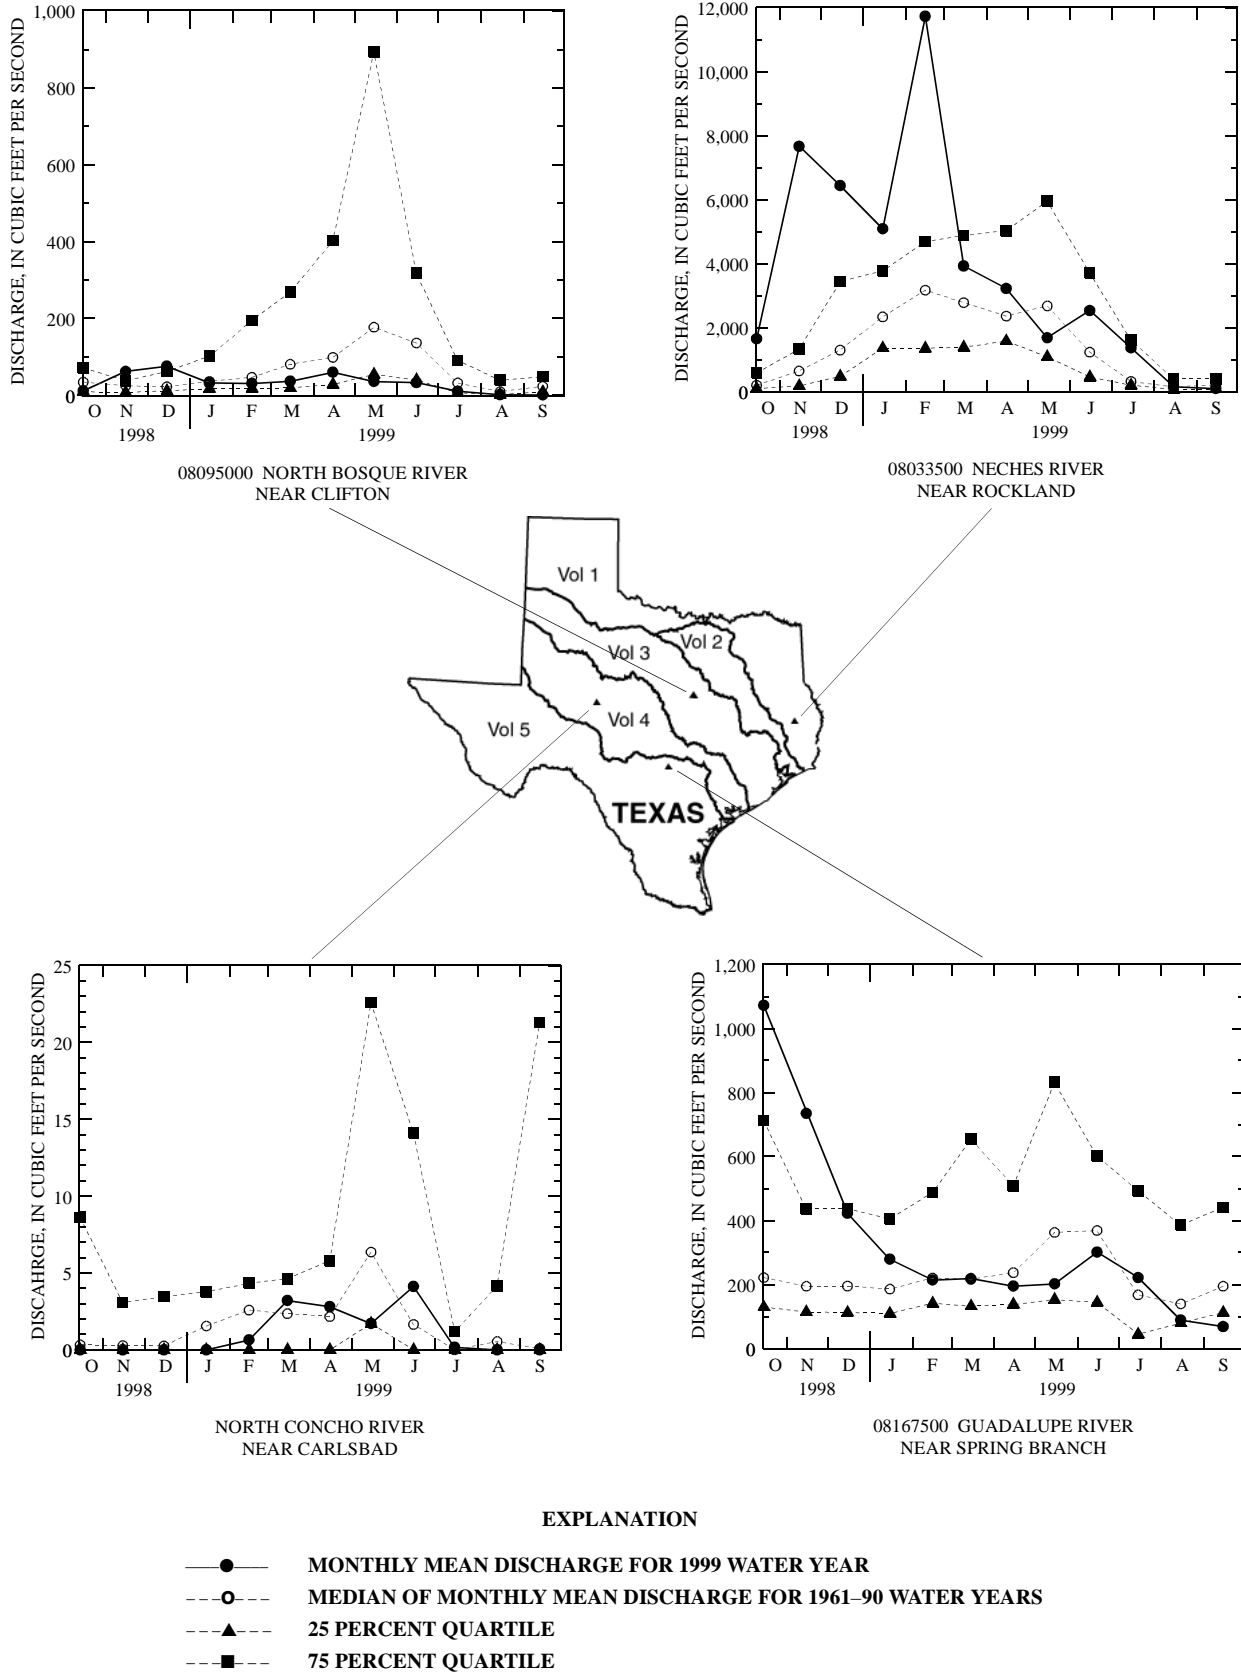 DISCHARGE, IN CUBIC FEET PER SECOND
1,000
800
600
400
200
0
O N D J F M A M J J A S
1998 1999
08095000 NORTH BOSQUE RIVER
NEAR CLIFTON
DISCHARGE, IN CUBIC FEET PER SECOND
12,000
10,000
8,000
6,000
4,000
2,000
0
O N D J F M A M J J A S
1998 1999
08033500 NECHES RIVER
NEAR ROCKLAND
Vol 1
Vol 2
Vol 3
Vol 4
Vol 5
TEXAS
DISCAHRGE, IN CUBIC FEET PER SECOND
25
20
15
10
5
0
O N D J F M A M J J A S
1998 1999
NORTH CONCHO RIVER
NEAR CARLSBAD
DISCHARGE, IN CUBIC FEET PER SECOND
1,200
1,000
800
600
400
200
0
O N D J F M A M J J A S
1998 1999
08167500 GUADALUPE RIVER
NEAR SPRING BRANCH
EXPLANATION
MONTHLY MEAN DISCHARGE FOR 1999 WATER YEAR
MEDIAN OF MONTHLY MEAN DISCHARGE FOR 1961–90 WATER YEARS
25 PERCENT QUARTILE
75 PERCENT QUARTILE